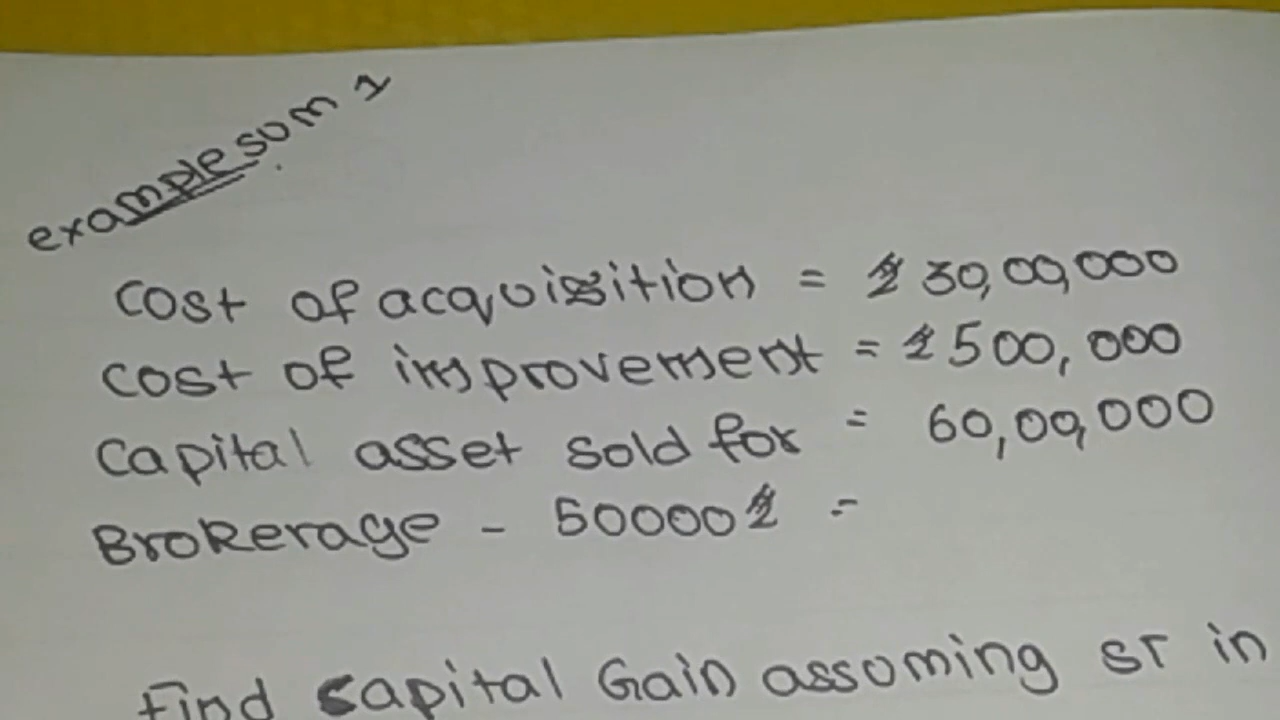 example sum 1
Cost of acquisition = ₹ 30,00,000
Cost of improvement = ₹ 500,000
Capital asset sold for = 60,00,000
Brokerage - 50000 ₹ =
Find Capital Gain assuming ST in